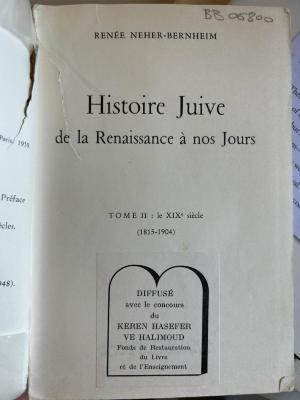 BB 06800
RENÉE NEHER-BERNHEIM
Histoire Juive
de la Renaissance à nos Jours
TOME II : le XIXe siècle
(1815-1904)
DIFFUSÉ
avec le concours
du
KEREN HASEFER
VE HALIMOUD
Fonds de Restauration
du Livre
et de l'Enseignement
Paris, 1959.
Préface
948).